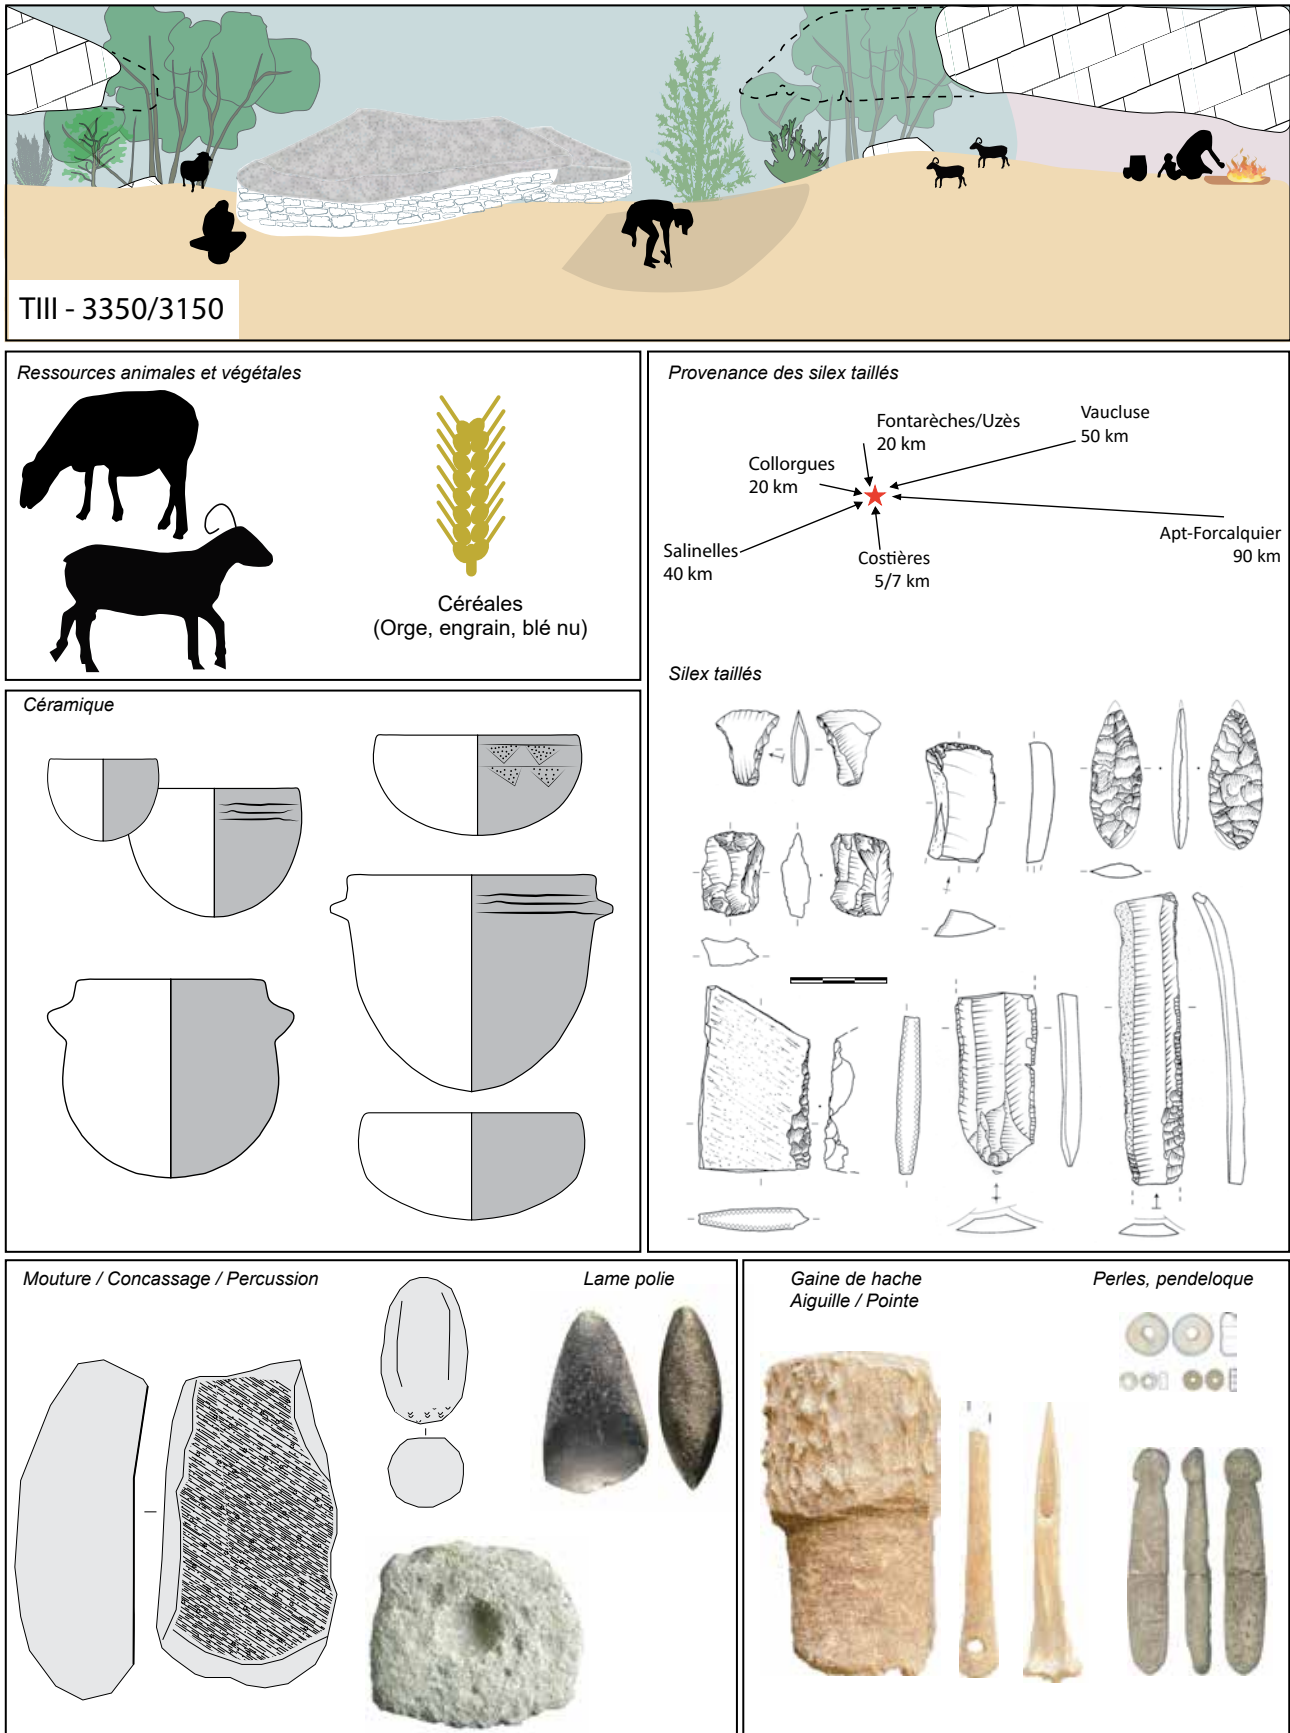 TIII - 3350/3150
Ressources animales et végétales
Céréales
(Orge, engrain, blé nu)
Provenance des silex taillés
Fontarèches/Uzès
20 km
Vaucluse
50 km
Collorgues
20 km
Apt-Forcalquier
90 km
Salinelles
40 km
Costières
5/7 km
Silex taillés
Céramique
Mouture / Concassage / Percussion
Lame polie
Gaine de hache
Aiguille / Pointe
Perles, pendeloque